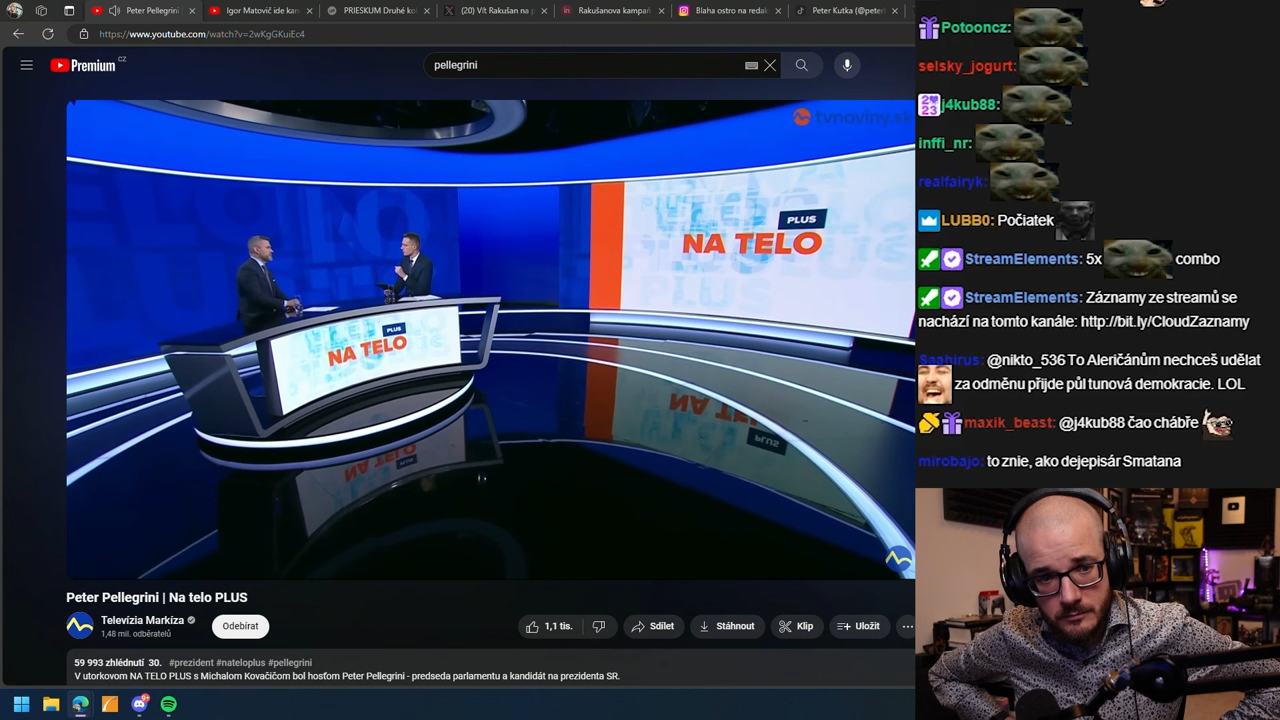 Peter Pellegrini
Igor Matovič ide kan
PRIESKUM Druhé kol
(20) Vít Rakušan na
Rakušanova kampaň
Blaha ostro na redak
Peter Kutka (@peter
https://www.youtube.com/watch?v=2wKgGKuiEc4
Premium CZ
pellegrini
tvnoviny.sk
PLUS
NA TELO
PLUS
NA TELO
Peter Pellegrini | Na telo PLUS
Televízia Markíza
1,48 mil. odběratelů
Odebírat
1,1 tis.
Sdílet
Stáhnout
Klip
Uložit
59 993 zhlédnutí 30. #prezident #nateloplus #pellegrini
V utorkovom NA TELO PLUS s Michalom Kovačičom bol hosťom Peter Pellegrini - predseda parlamentu a kandidát na prezidenta SR.
Potooncz:
selsky_jogurt:
j4kub88:
inffi_nr:
realfairyk:
LUBB0: Počiatek
StreamElements: 5x combo
StreamElements: Záznamy ze streamů se
nachází na tomto kanále: http://bit.ly/CloudZaznamy
Saahirus: @nikto_536 To Aleričánům nechceš udělat
za odměnu přijde půl tunová demokracie. LOL
maxik_beast: @j4kub88 čao chábře
mirobajo: to znie, ako dejepisár Smatana